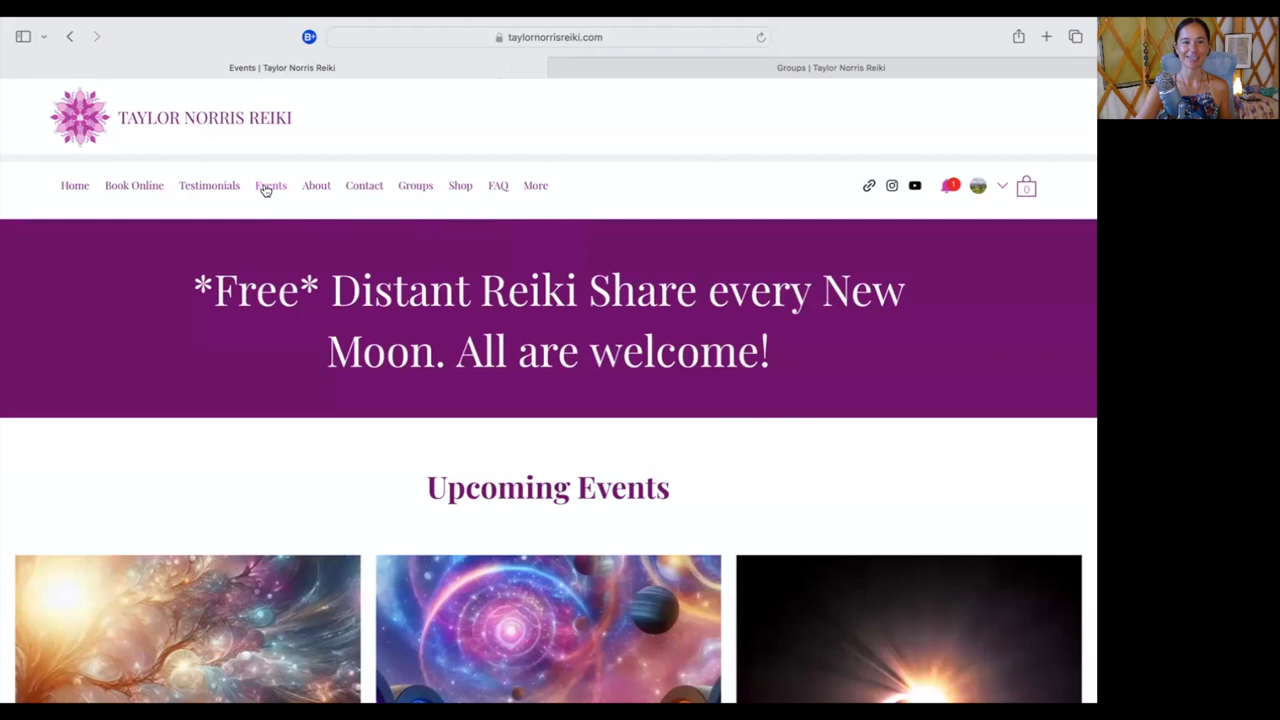 taylornorrisreiki.com
Events | Taylor Norris Reiki
Groups | Taylor Norris Reiki
TAYLOR NORRIS REIKI
Home Book Online Testimonials Events About Contact Groups Shop FAQ More
1
0
*Free* Distant Reiki Share every New
Moon. All are welcome!
Upcoming Events